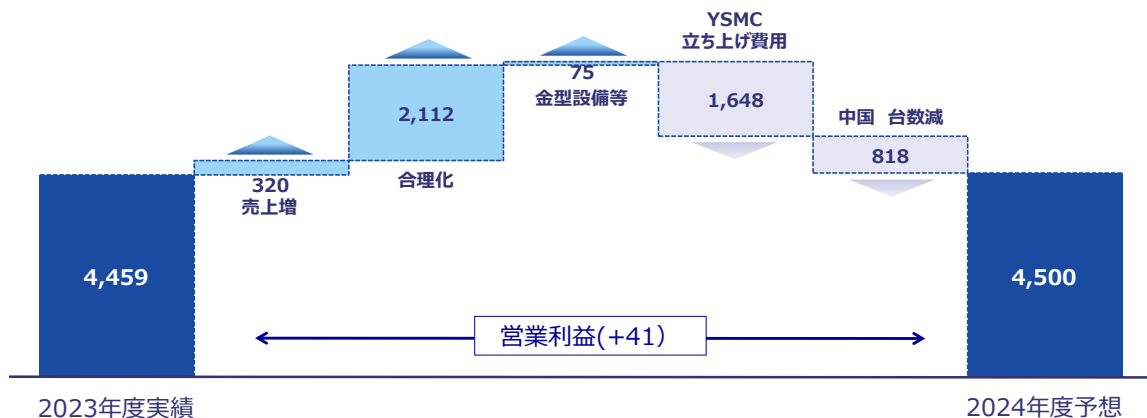 YSMC
立ち上げ費用
75
金型設備等
2,112
1,648
中国 台数減
818
320
売上増
合理化
4,459
4,500
営業利益(+41)
2023年度実績
2024年度予想